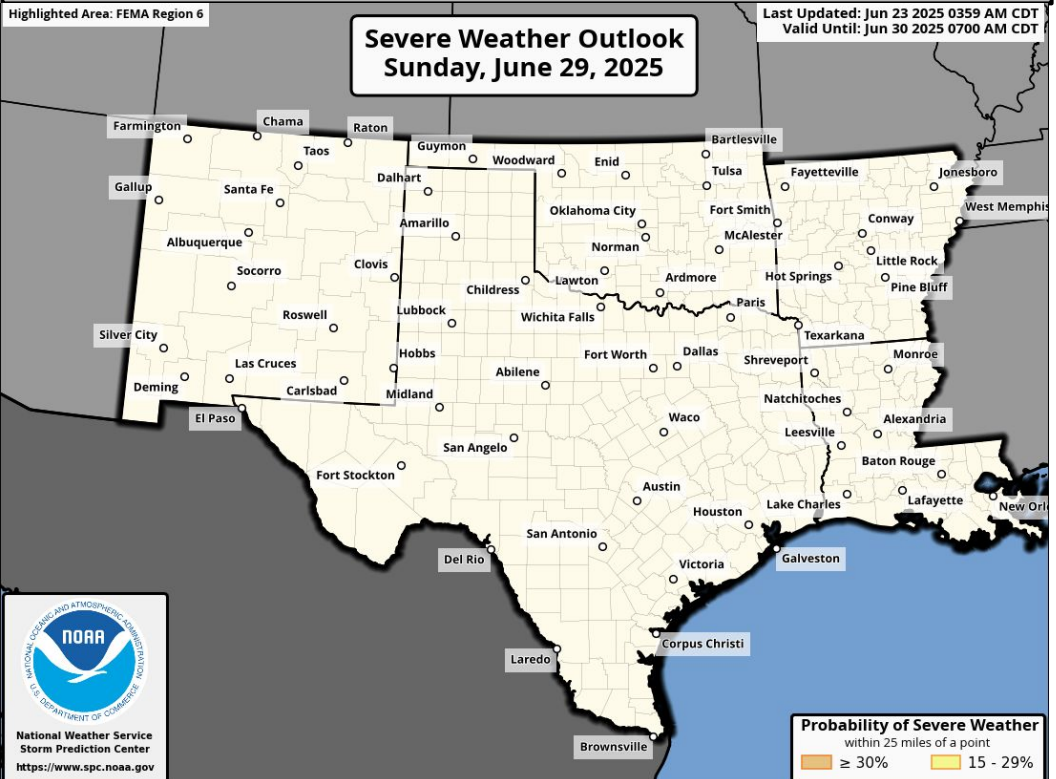 Highlighted Area: FEMA Region 6
Last Updated: Jun 23 2025 0359 AM CDT
Valid Until: Jun 30 2025 0700 AM CDT
Severe Weather Outlook
Sunday, June 29, 2025
Farmington
Chama
Raton
Taos
Guymon
Woodward
Enid
Bartlesville
Tulsa
Fayetteville
Jonesboro
Gallup
Santa Fe
Dalhart
Oklahoma City
Fort Smith
West Memphis
Albuquerque
Amarillo
Norman
McAlester
Conway
Little Rock
Socorro
Clovis
Childress
Lawton
Ardmore
Hot Springs
Pine Bluff
Roswell
Lubbock
Wichita Falls
Paris
Texarkana
Silver City
Las Cruces
Hobbs
Fort Worth
Dallas
Shreveport
Monroe
Deming
Carlsbad
Midland
Abilene
Natchitoches
El Paso
San Angelo
Waco
Leesville
Alexandria
Fort Stockton
Baton Rouge
Austin
Houston
Lake Charles
Lafayette
New Orl
Del Rio
San Antonio
Victoria
Galveston
Laredo
Corpus Christi
Brownsville
NATIONAL OCEANIC AND ATMOSPHERIC ADMINISTRATION
NOAA
U.S. DEPARTMENT OF COMMERCE
National Weather Service
Storm Prediction Center
https://www.spc.noaa.gov
Probability of Severe Weather
within 25 miles of a point
≥ 30%
15 - 29%